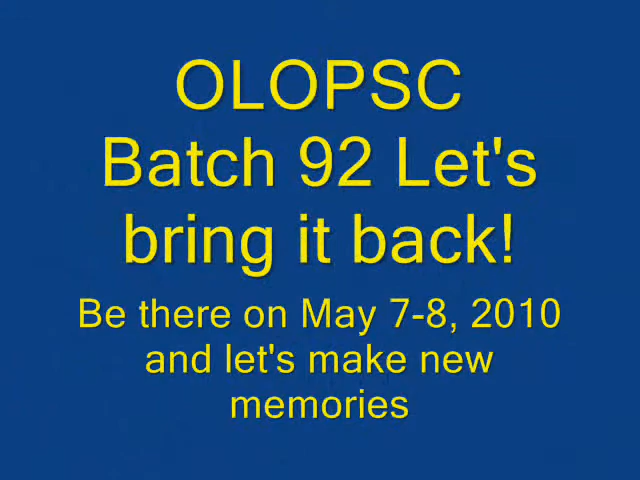 OLOPSC
Batch 92 Let's
bring it back!
Be there on May 7-8, 2010
and let's make new
memories